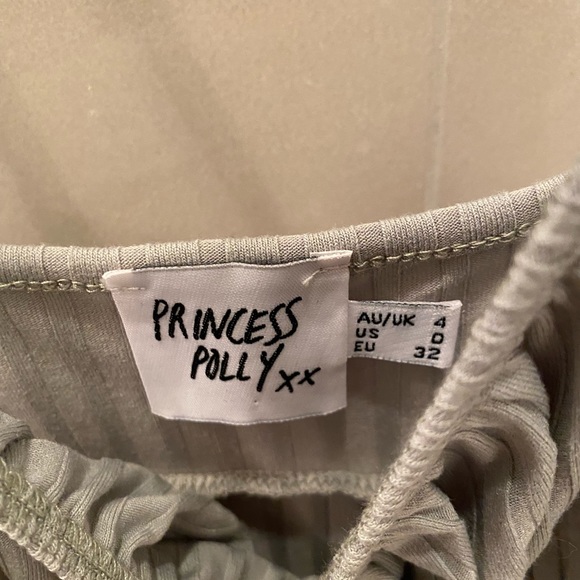 PRINCESS
POLLY xx
AU/UK 4
US 0
EU 32